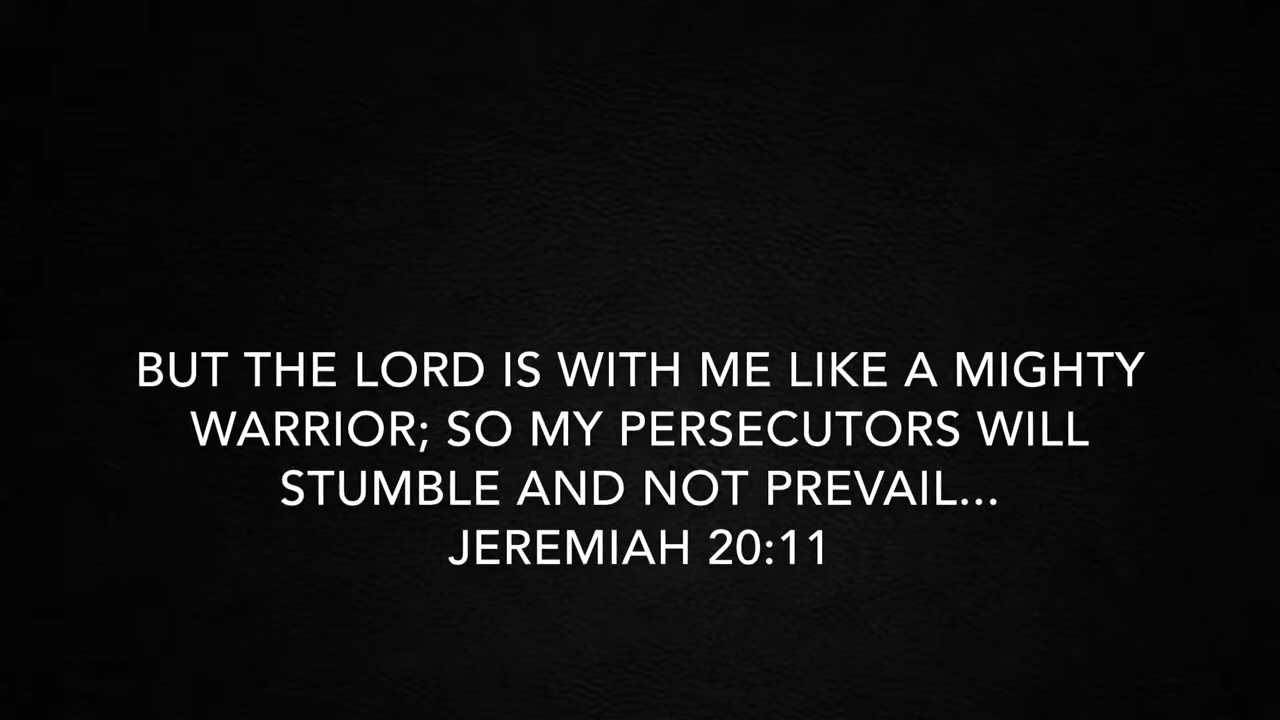 BUT THE LORD IS WITH ME LIKE A MIGHTY
WARRIOR; SO MY PERSECUTORS WILL
STUMBLE AND NOT PREVAIL...
JEREMIAH 20:11